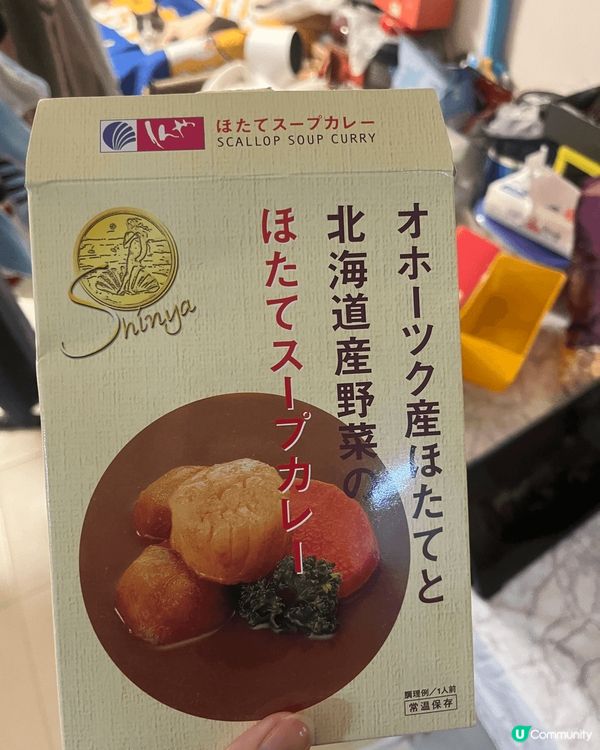 しんや
ほたてスープカレー
SCALLOP SOUP CURRY
Shinya
オホーツク産ほたてと
北海道産野菜の
ほたてスープカレー
調理例／1人前
常温保存
U Community